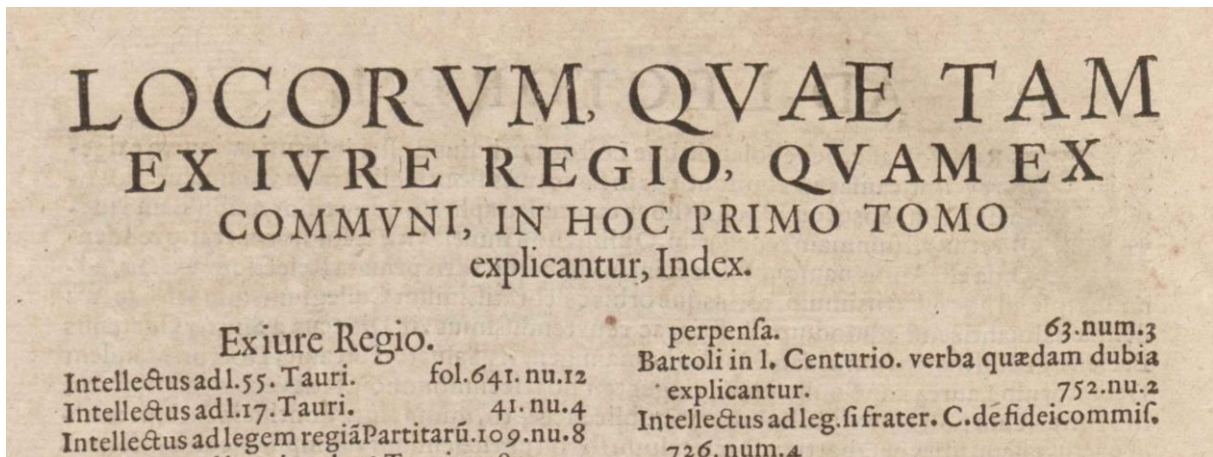 LOCORVM, QVAE TAM
EX IVRE REGIO, QVAM EX
COMMVNI, IN HOC PRIMO TOMO
explicantur, Index.
Ex iure Regio.
Intellectus ad l.55. Tauri. fol.641. nu.12
Intellectus ad l.17. Tauri. 41. nu.4
Intellectus ad legem regiã Partitarũ.109.nu.8
perpenſa. 63.num.3
Bartoli in l. Centurio. verba quædam dubia
explicantur. 752.nu.2
Intellectus ad leg. ſi frater. C. de fideicommiſ.
726.num.4